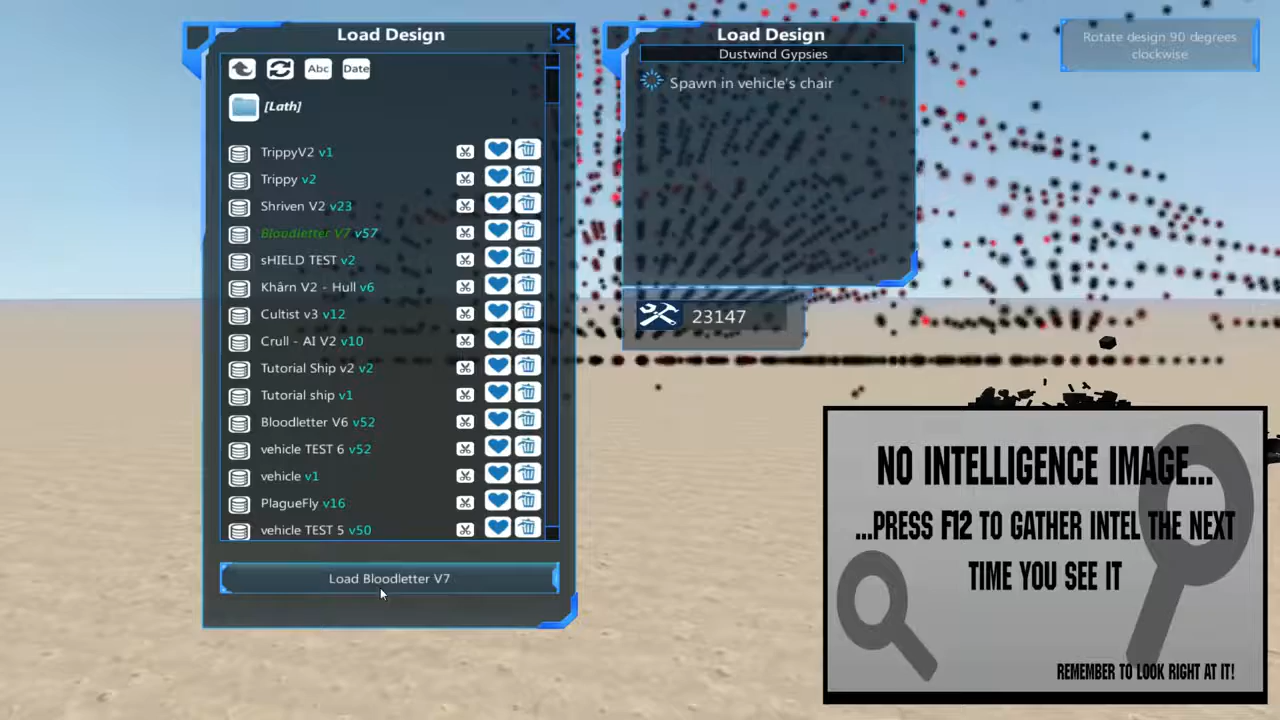 Load Design
Abc
Date
[Lath]
TrippyV2 v1
Trippy v2
Shriven V2 v23
Bloodletter V7 v57
sHIELD TEST v2
Khârn V2 - Hull v6
Cultist v3 v12
Crull - AI V2 v10
Tutorial Ship v2 v2
Tutorial ship v1
Bloodletter V6 v52
vehicle TEST 6 v52
vehicle v1
PlagueFly v16
vehicle TEST 5 v50
Load Bloodletter V7
Load Design
Dustwind Gypsies
Spawn in vehicle's chair
23147
Rotate design 90 degrees
clockwise
NO INTELLIGENCE IMAGE...
...PRESS F12 TO GATHER INTEL THE NEXT
TIME YOU SEE IT
REMEMBER TO LOOK RIGHT AT IT!